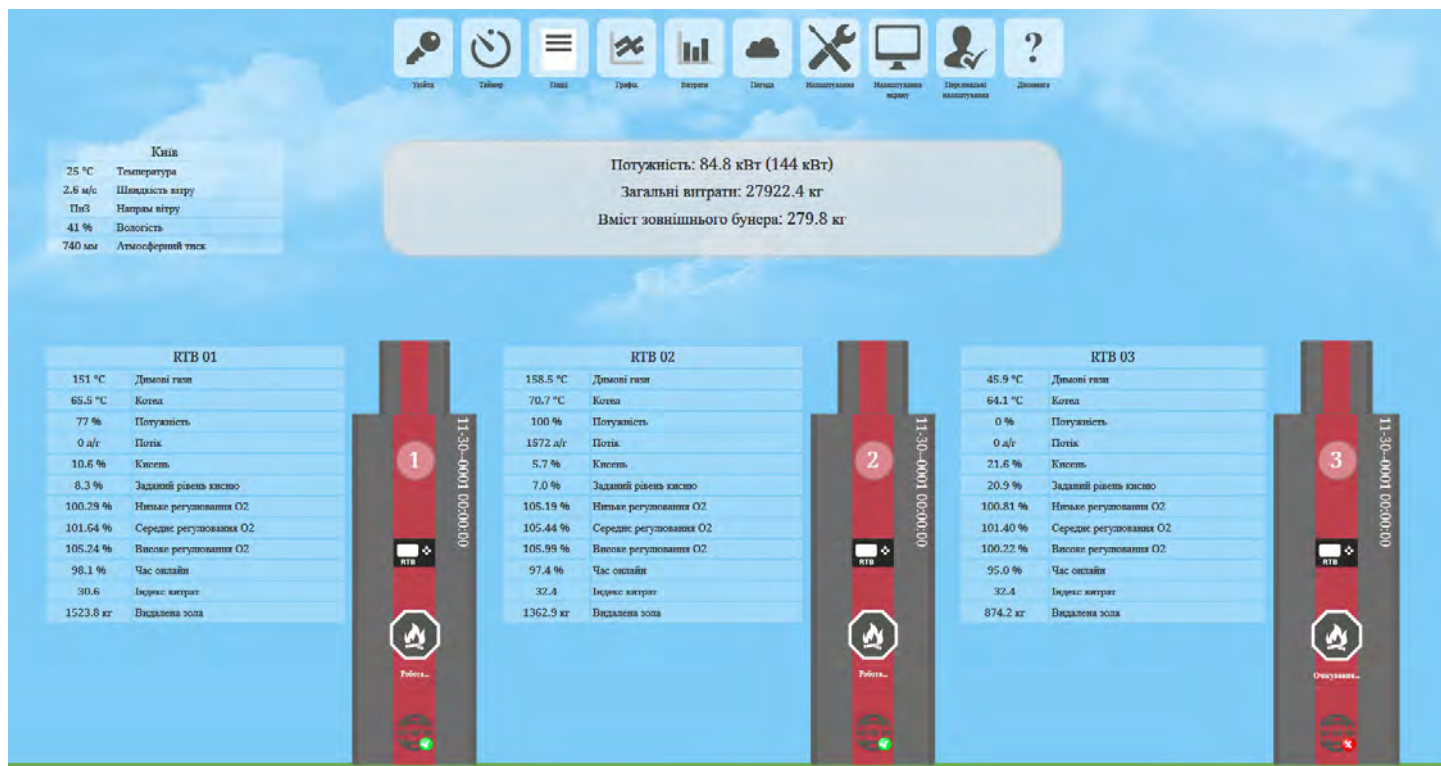 Увійти
Таймер
Події
Графік
Витрати
Погода
Налаштування
Налаштування екрану
Персональні налаштування
?
Допомога
Київ
25 °C Температура
2.6 м/с Швидкість вітру
ПнЗ Напрям вітру
41 % Вологість
740 мм Атмосферний тиск
Потужність: 84.8 кВт (144 кВт)
Загальні витрати: 27922.4 кг
Вміст зовнішнього бунера: 279.8 кг
RTB 01
151 °C Димові гази
65.5 °C Котел
77 % Потужність
0 л/г Потік
10.6 % Кисень
8.3 % Заданий рівень кисню
100.29 % Низьке регулювання O2
101.64 % Середнє регулювання O2
105.24 % Високе регулювання O2
98.1 % Час онлайн
30.6 Індекс витрат
1523.8 кг Видалена зола
1
11-30--0001 00:00:00
RTB
Робота...
RTB 02
158.5 °C Димові гази
70.7 °C Котел
100 % Потужність
1572 л/г Потік
5.7 % Кисень
7.0 % Заданий рівень кисню
105.19 % Низьке регулювання O2
105.44 % Середнє регулювання O2
105.99 % Високе регулювання O2
97.4 % Час онлайн
32.4 Індекс витрат
1362.9 кг Видалена зола
2
11-30--0001 00:00:00
RTB
Робота...
RTB 03
45.9 °C Димові гази
64.1 °C Котел
0 % Потужність
0 л/г Потік
21.6 % Кисень
20.9 % Заданий рівень кисню
100.81 % Низьке регулювання O2
101.40 % Середнє регулювання O2
100.22 % Високе регулювання O2
95.0 % Час онлайн
32.4 Індекс витрат
874.2 кг Видалена зола
3
11-30--0001 00:00:00
RTB
Очікування...